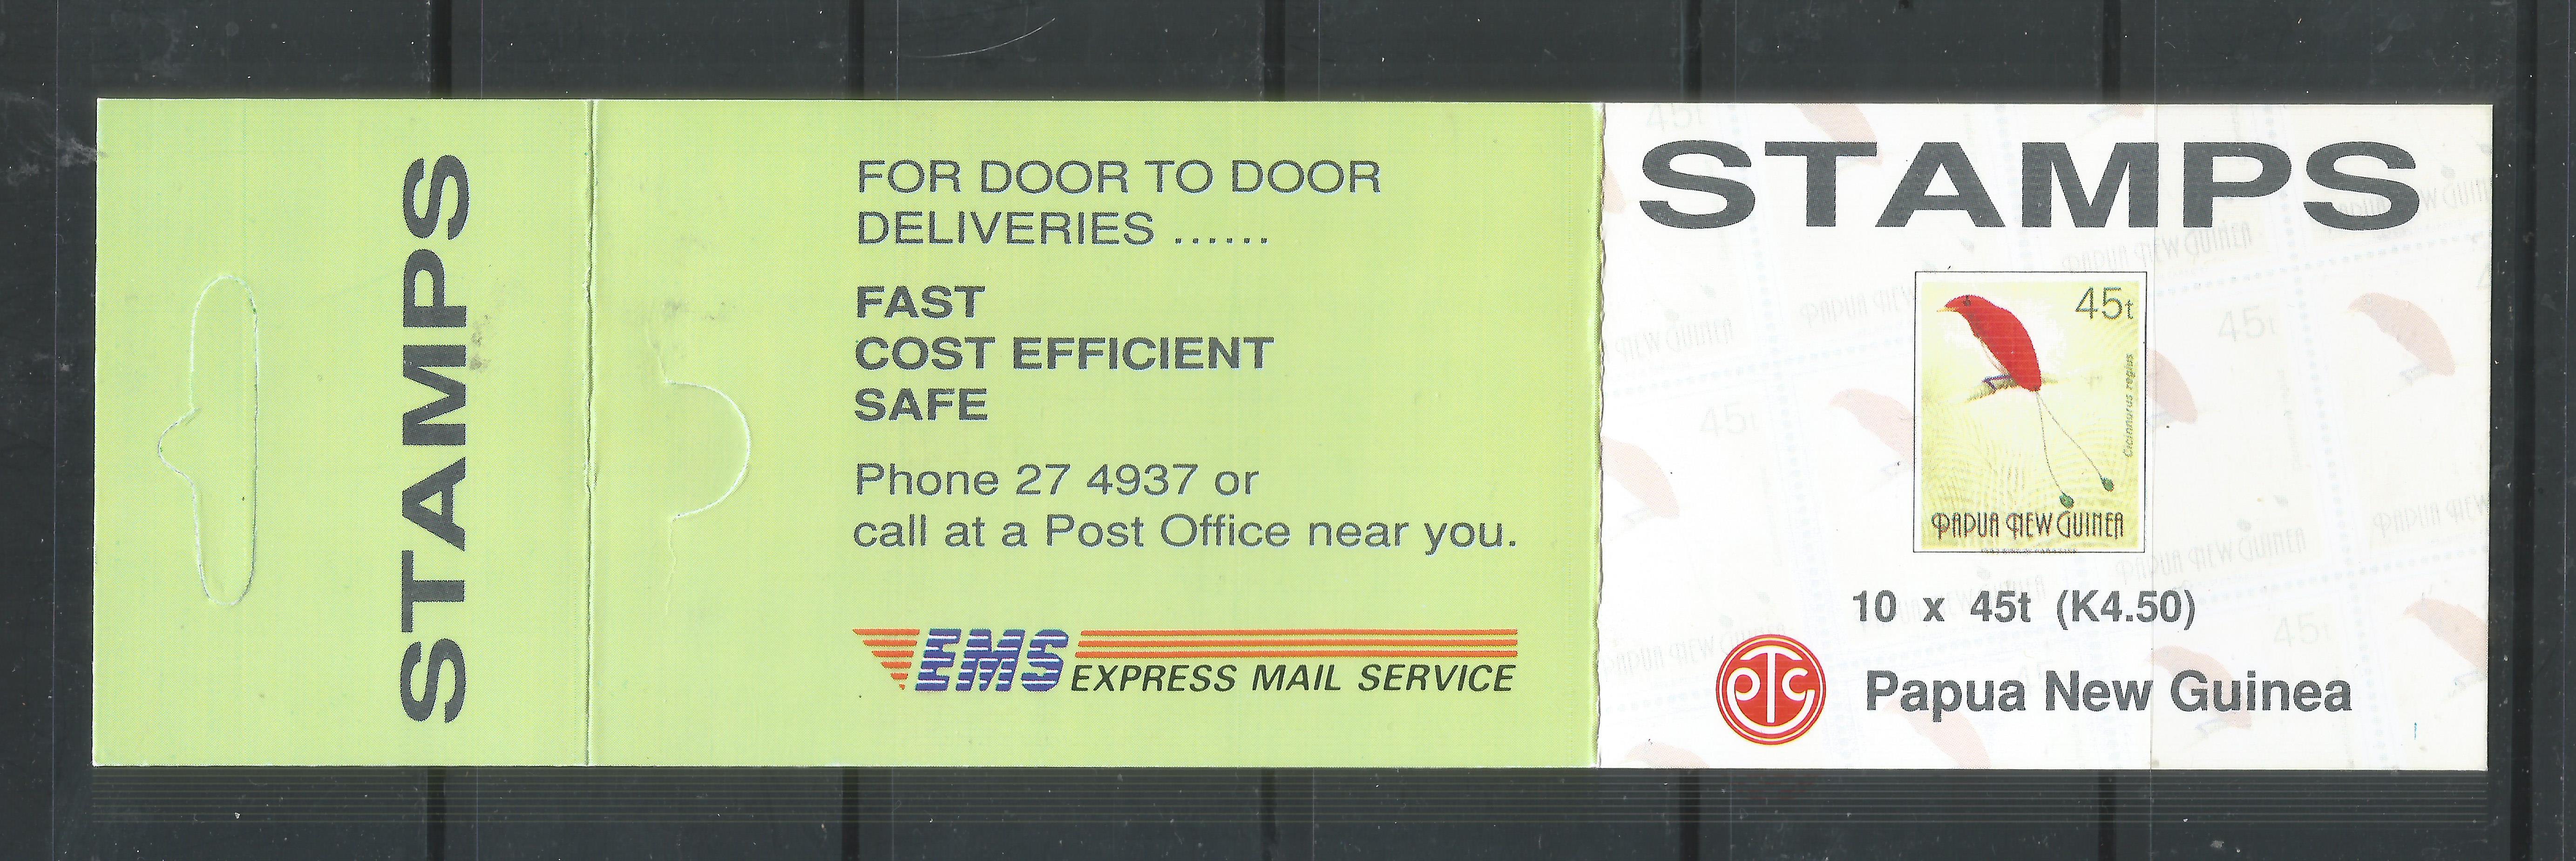 STAMPS
FOR DOOR TO DOOR
DELIVERIES ......
FAST
COST EFFICIENT
SAFE
Phone 27 4937 or
call at a Post Office near you.
EMS EXPRESS MAIL SERVICE
STAMPS
45t
Cicinnurus regius
PAPUA NEW GUINEA
10 x 45t (K4.50)
PTC
Papua New Guinea